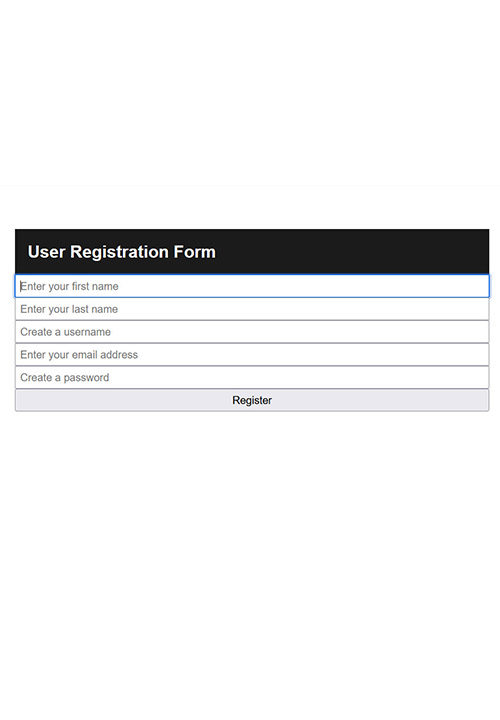 User Registration Form
Enter your first name
Enter your last name
Create a username
Enter your email address
Create a password
Register